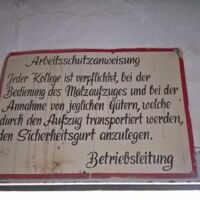 Arbeitsschutzanweisung
Jeder Kollege ist verpflichtet, bei der
Bedienung des Malzaufzuges und bei der
Annahme von jeglichen Gütern, welche
durch den Aufzug transportiert werden,
den Sicherheitsgurt anzulegen.
Betriebsleitung